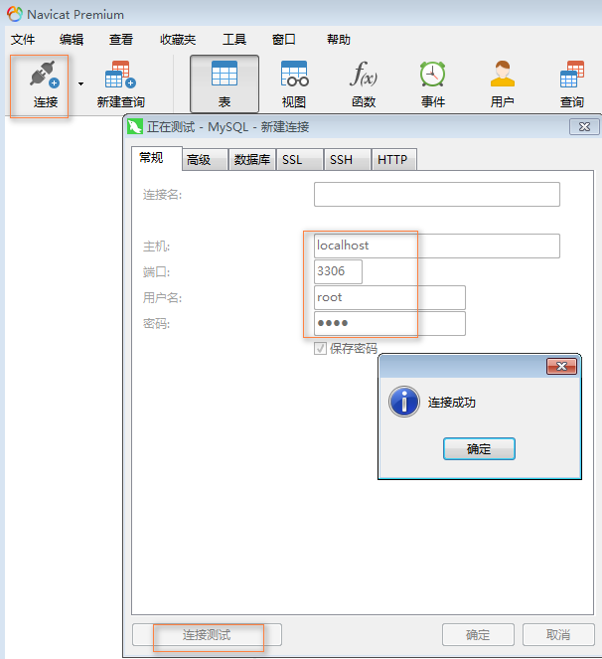 Navicat Premium
文件 编辑 查看 收藏夹 工具 窗口 帮助
连接 新建查询 表 视图 函数 事件 用户 查询
f(x)
正在测试 - MySQL - 新建连接
常规 高级 数据库 SSL SSH HTTP
连接名:
主机: localhost
端口: 3306
用户名: root
密码: ●●●●
保存密码
连接成功
确定
连接测试 确定 取消